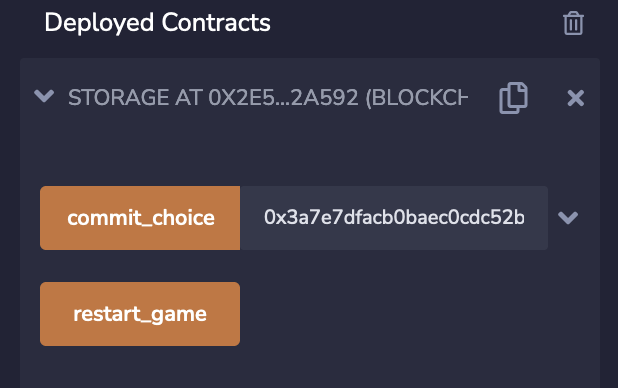 Deployed Contracts
STORAGE AT 0X2E5...2A592 (BLOCKCH
commit_choice 0x3a7e7dfacb0baec0cdc52b
restart_game